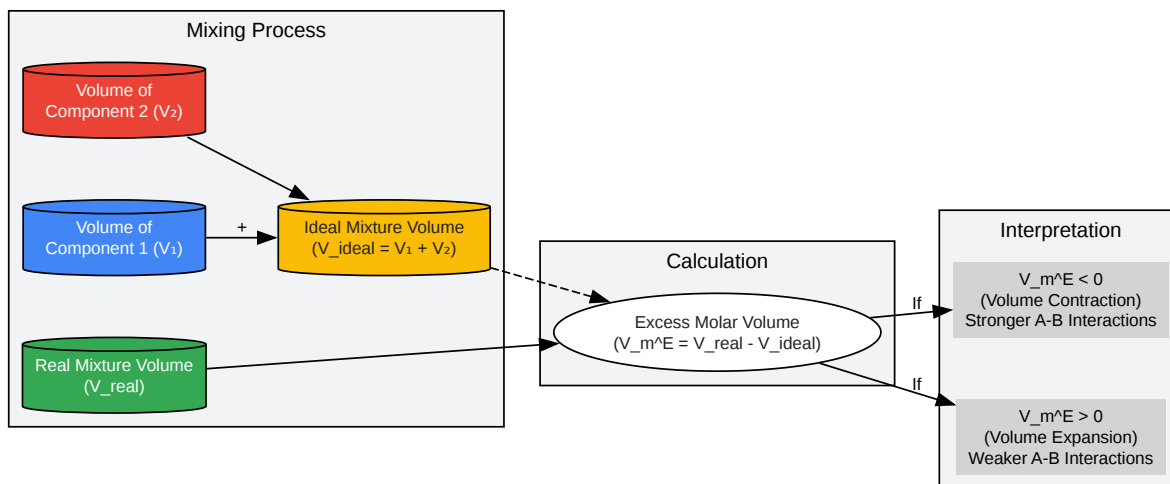 Mixing Process
Volume of
Component 2 (V₂)
Volume of
Component 1 (V₁)
+
Ideal Mixture Volume
(V_ideal = V₁ + V₂)
Real Mixture Volume
(V_real)
Calculation
Excess Molar Volume
(V_m^E = V_real - V_ideal)
If
If
Interpretation
V_m^E < 0
(Volume Contraction)
Stronger A-B Interactions
V_m^E > 0
(Volume Expansion)
Weaker A-B Interactions